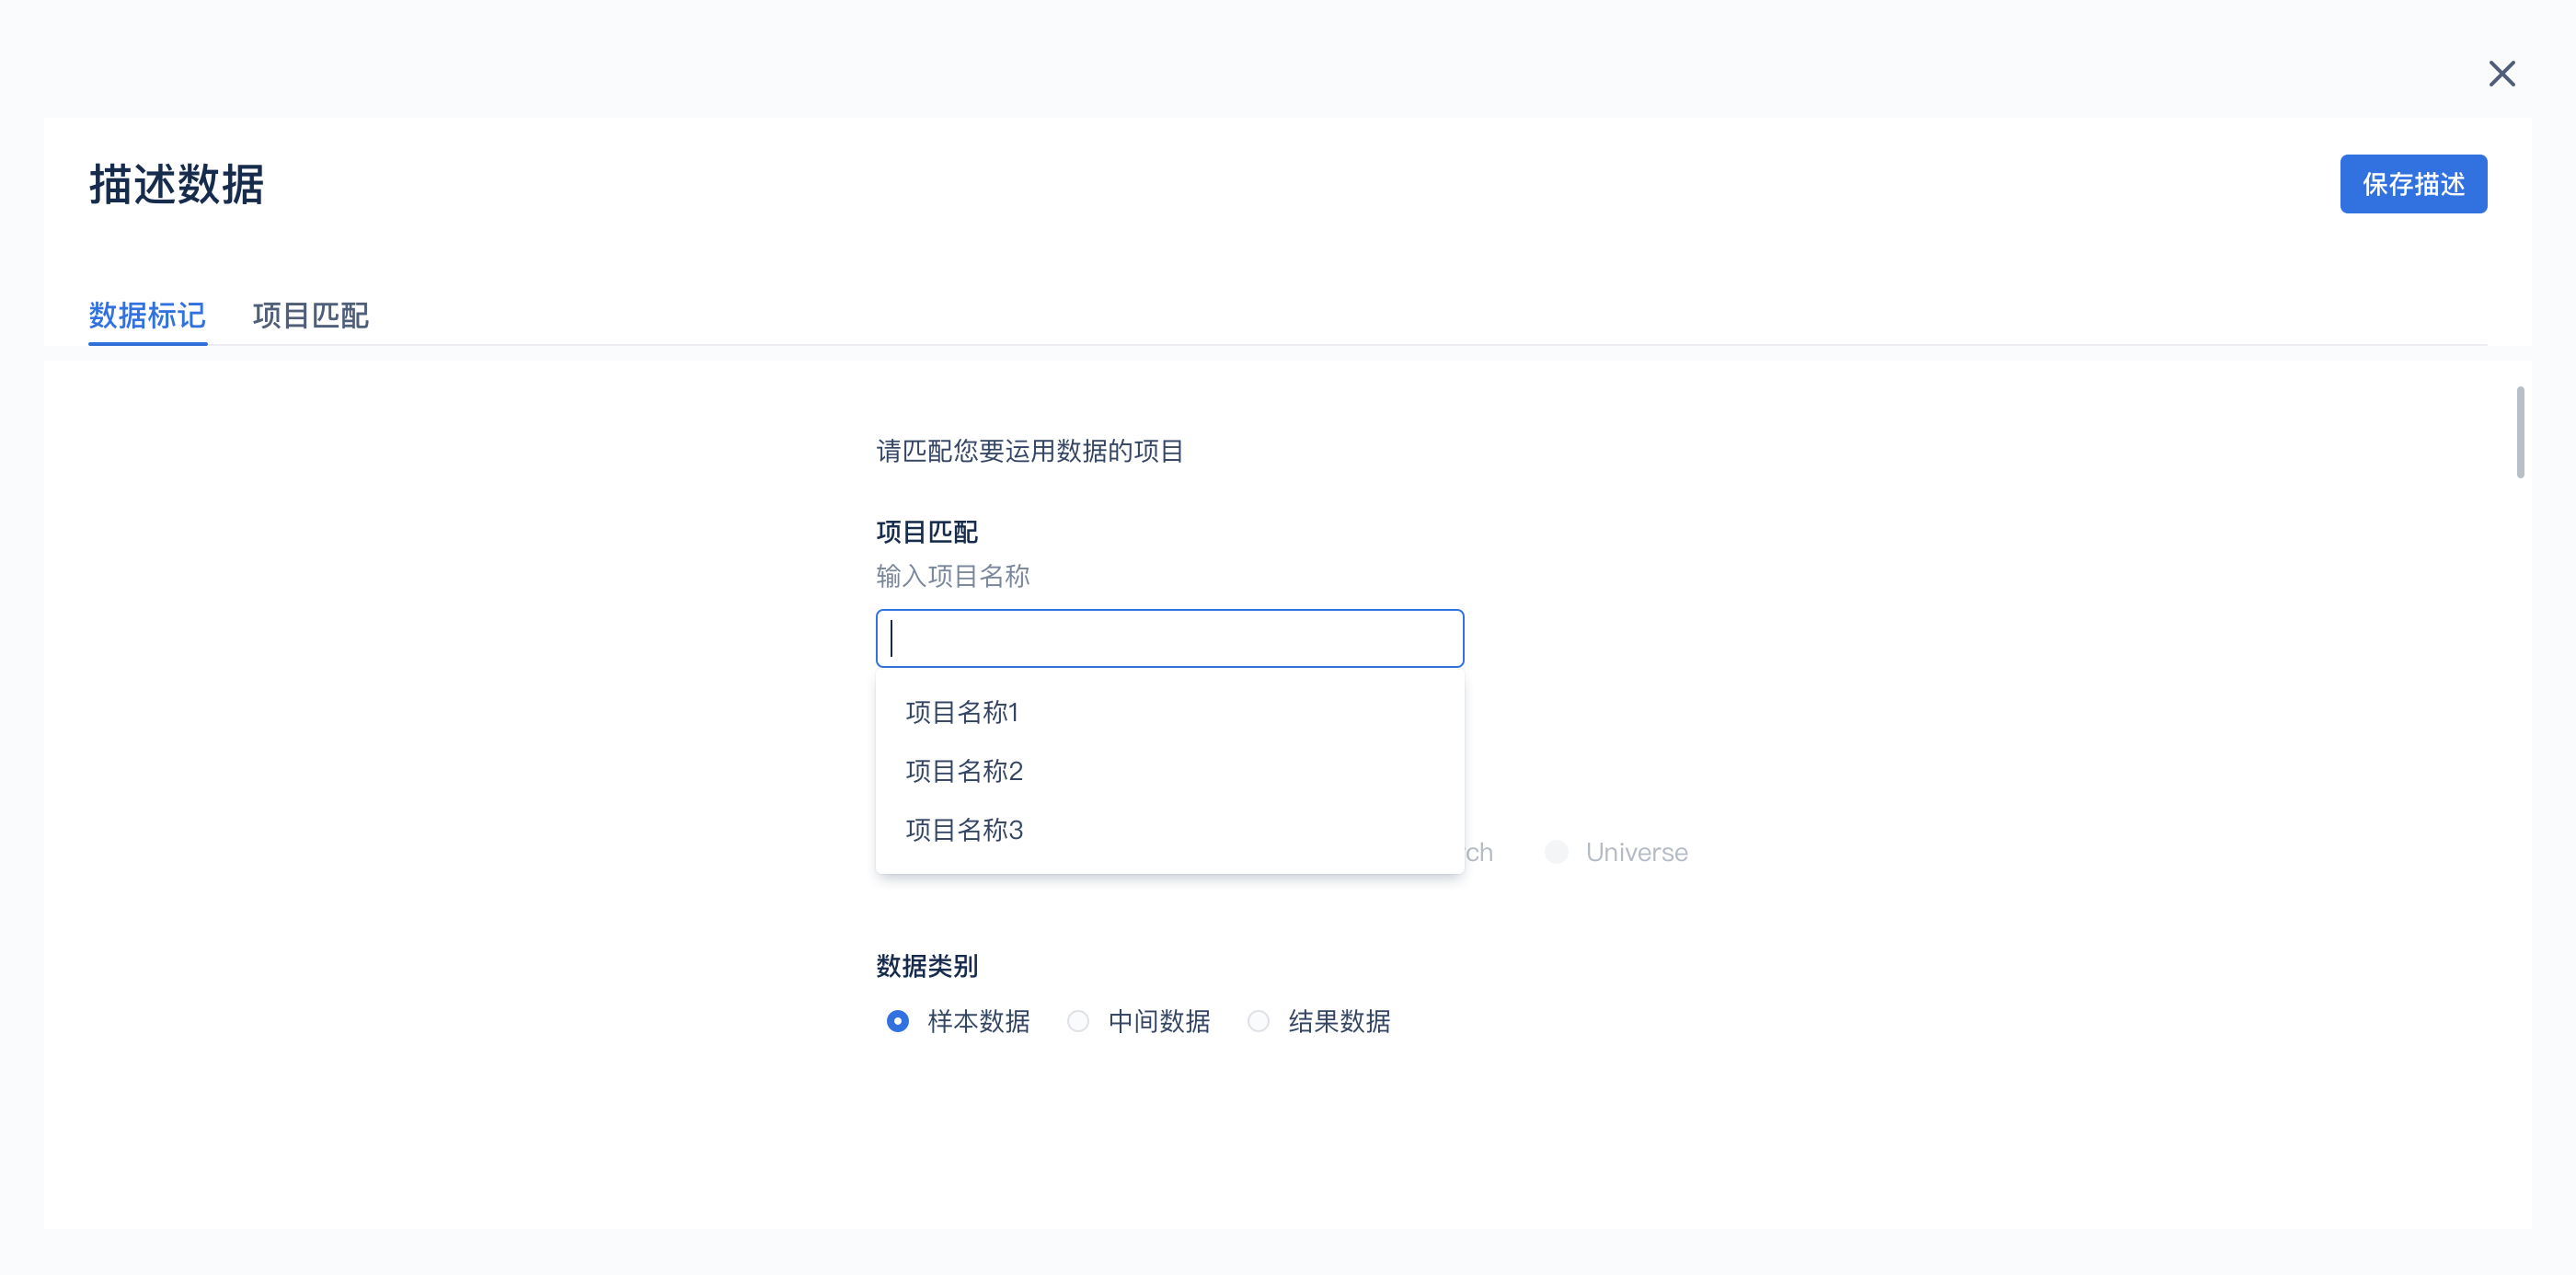 描述数据
保存描述
数据标记 项目匹配
请匹配您要运用数据的项目
项目匹配
输入项目名称
项目名称1
项目名称2
项目名称3
Universe
数据类别
样本数据 中间数据 结果数据